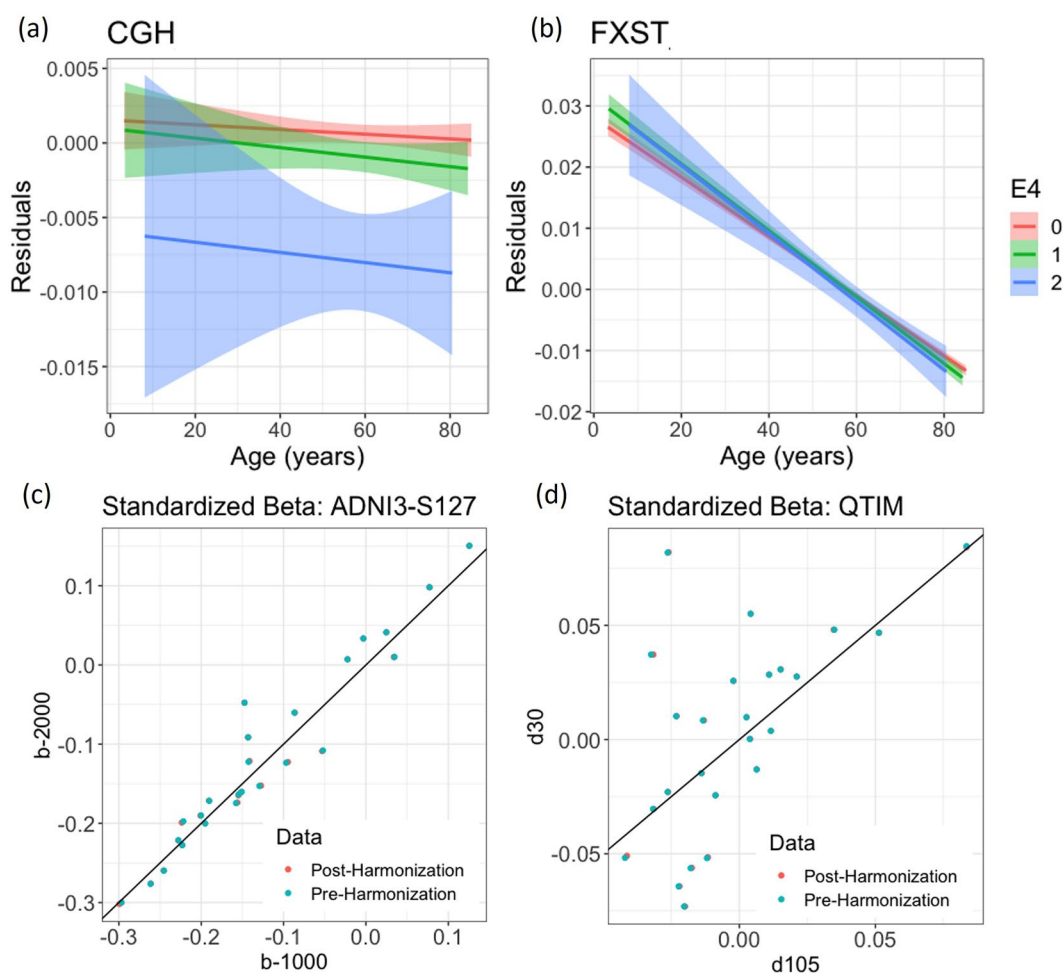 (a) CGH
0.005
0.000
-0.005
-0.010
-0.015
Residuals
0 20 40 60 80
Age (years)
(b) FXST
0.03
0.02
0.01
0.00
-0.01
-0.02
Residuals
0 20 40 60 80
Age (years)
E4
0
1
2
(c)
Standardized Beta: ADNI3-S127
0.1
0.0
-0.1
-0.2
-0.3
b-2000
Data
Post-Harmonization
Pre-Harmonization
-0.3 -0.2 -0.1 0.0 0.1
b-1000
(d)
Standardized Beta: QTIM
0.05
0.00
-0.05
d30
Data
Post-Harmonization
Pre-Harmonization
0.00 0.05
d105